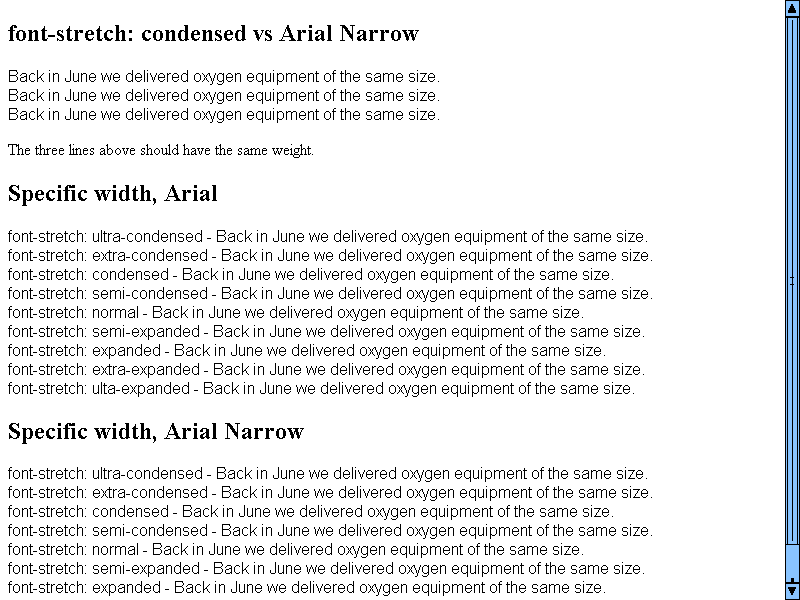 font-stretch: condensed vs Arial Narrow
Back in June we delivered oxygen equipment of the same size.
Back in June we delivered oxygen equipment of the same size.
Back in June we delivered oxygen equipment of the same size.
The three lines above should have the same weight.
Specific width, Arial
font-stretch: ultra-condensed - Back in June we delivered oxygen equipment of the same size.
font-stretch: extra-condensed - Back in June we delivered oxygen equipment of the same size.
font-stretch: condensed - Back in June we delivered oxygen equipment of the same size.
font-stretch: semi-condensed - Back in June we delivered oxygen equipment of the same size.
font-stretch: normal - Back in June we delivered oxygen equipment of the same size.
font-stretch: semi-expanded - Back in June we delivered oxygen equipment of the same size.
font-stretch: expanded - Back in June we delivered oxygen equipment of the same size.
font-stretch: extra-expanded - Back in June we delivered oxygen equipment of the same size.
font-stretch: ulta-expanded - Back in June we delivered oxygen equipment of the same size.
Specific width, Arial Narrow
font-stretch: ultra-condensed - Back in June we delivered oxygen equipment of the same size.
font-stretch: extra-condensed - Back in June we delivered oxygen equipment of the same size.
font-stretch: condensed - Back in June we delivered oxygen equipment of the same size.
font-stretch: semi-condensed - Back in June we delivered oxygen equipment of the same size.
font-stretch: normal - Back in June we delivered oxygen equipment of the same size.
font-stretch: semi-expanded - Back in June we delivered oxygen equipment of the same size.
font-stretch: expanded - Back in June we delivered oxygen equipment of the same size.